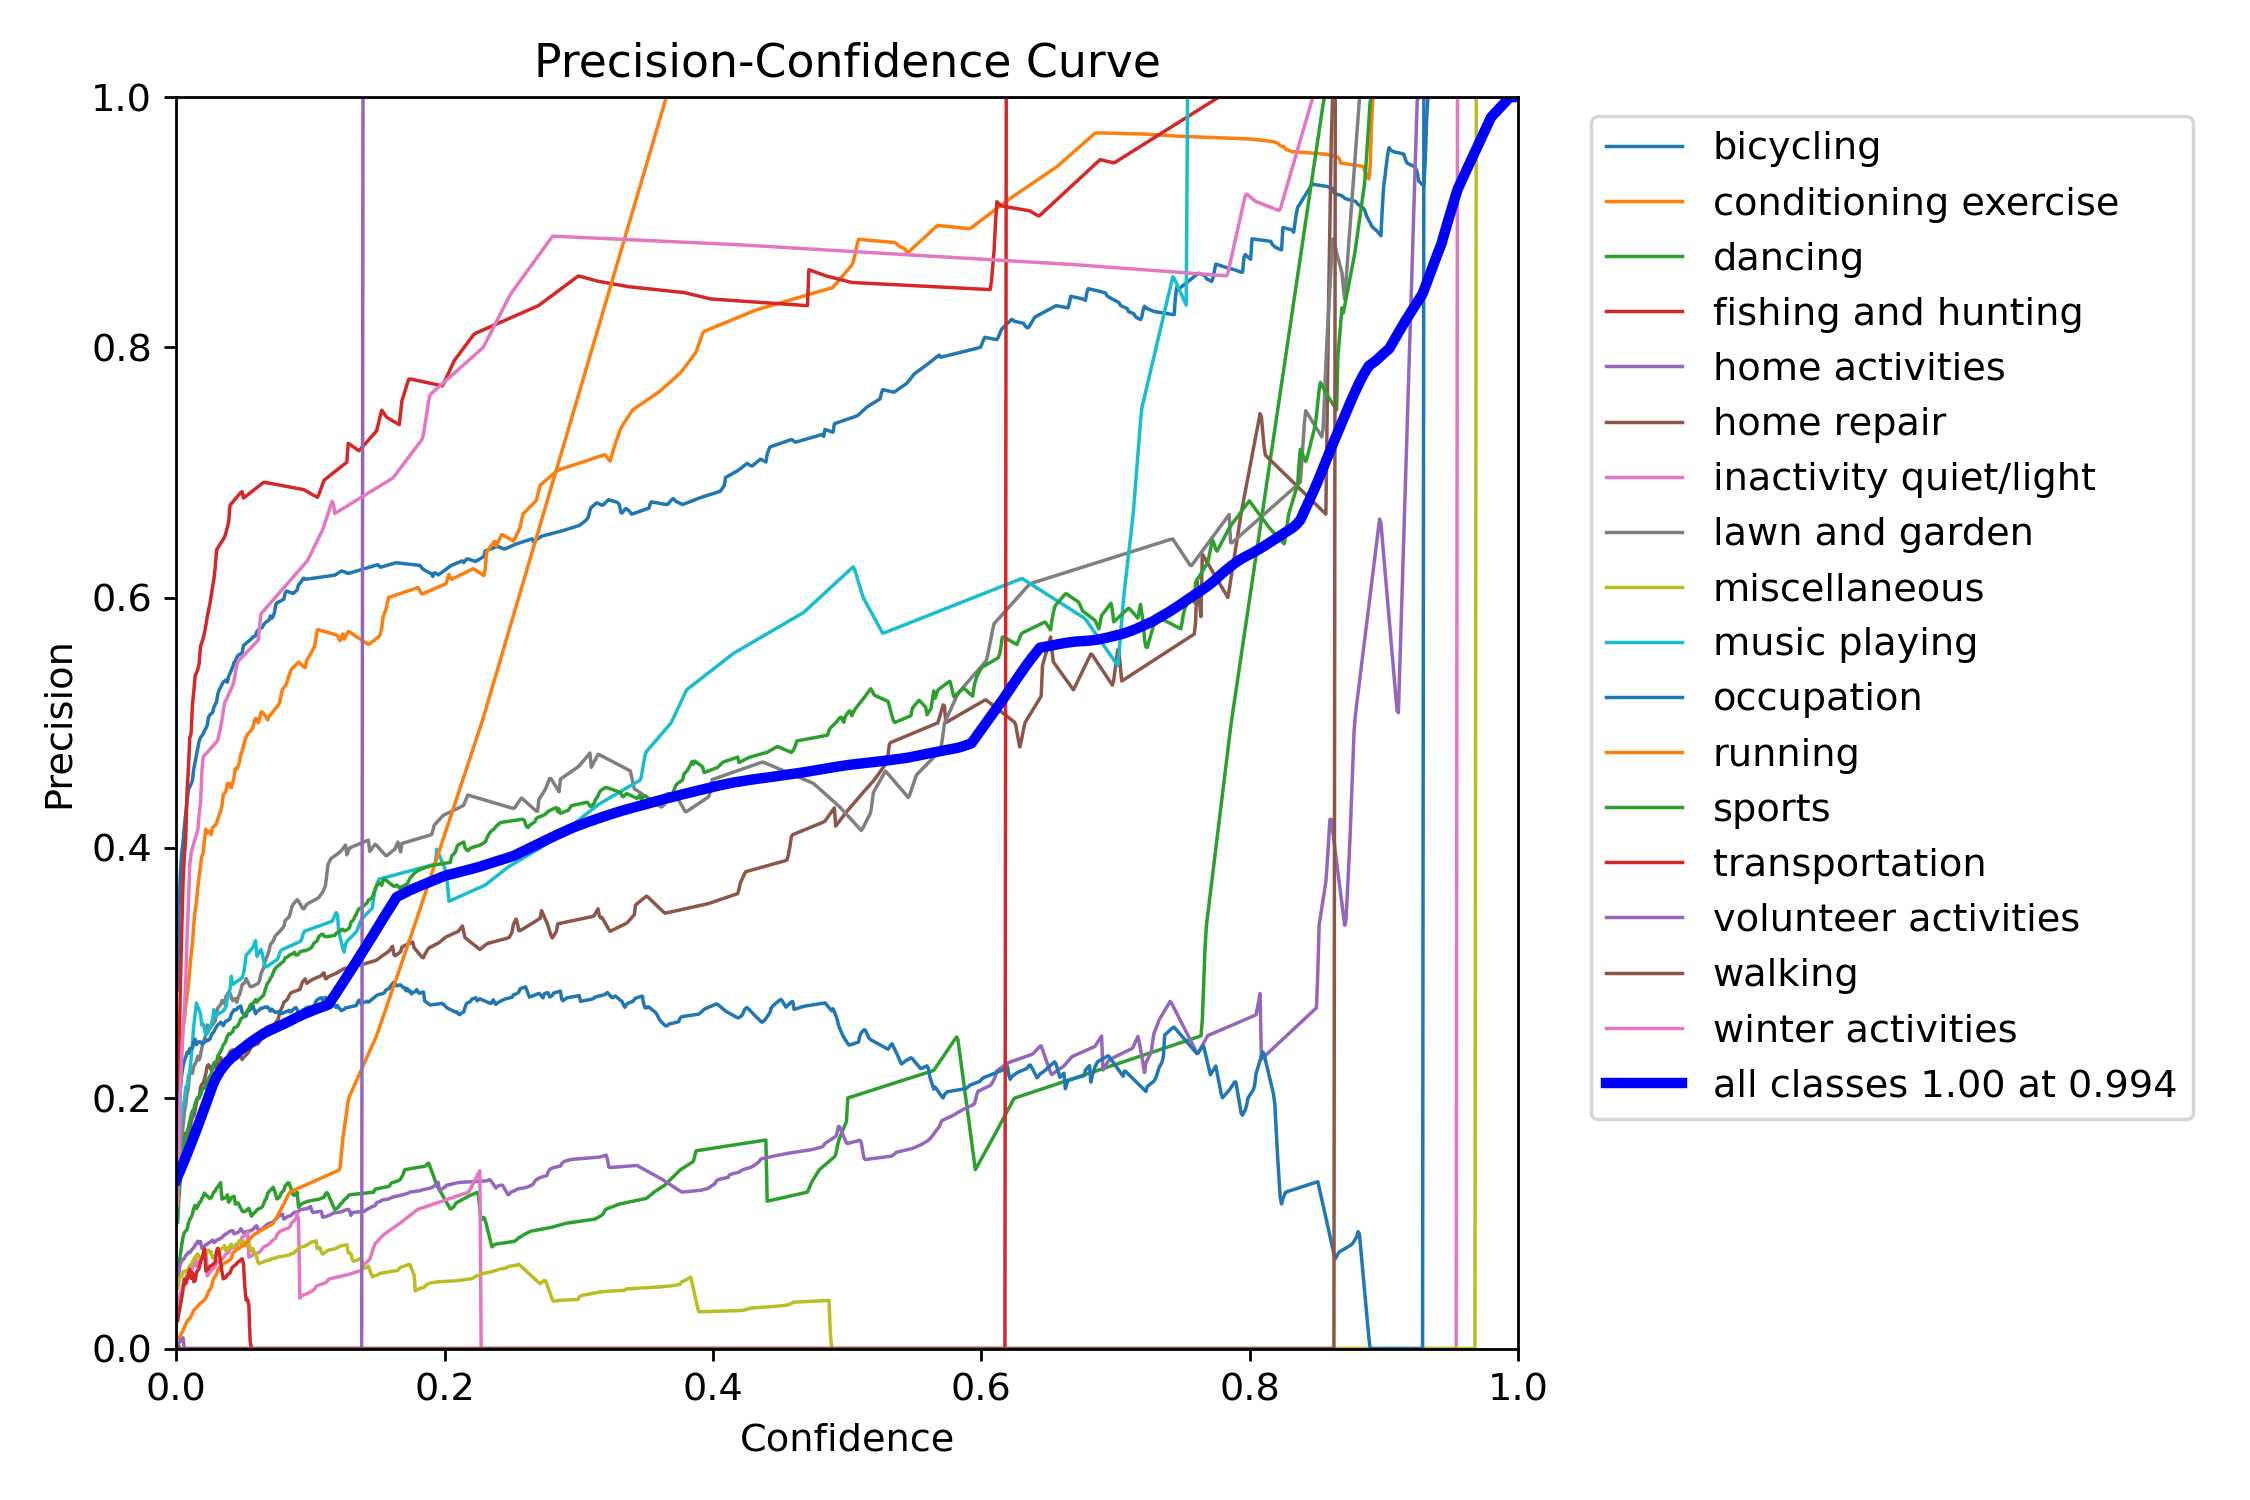 Precision-Confidence Curve
1.0
0.8
0.6
0.4
0.2
0.0
Precision
0.0 0.2 0.4 0.6 0.8 1.0
Confidence
bicycling
conditioning exercise
dancing
fishing and hunting
home activities
home repair
inactivity quiet/light
lawn and garden
miscellaneous
music playing
occupation
running
sports
transportation
volunteer activities
walking
winter activities
all classes 1.00 at 0.994